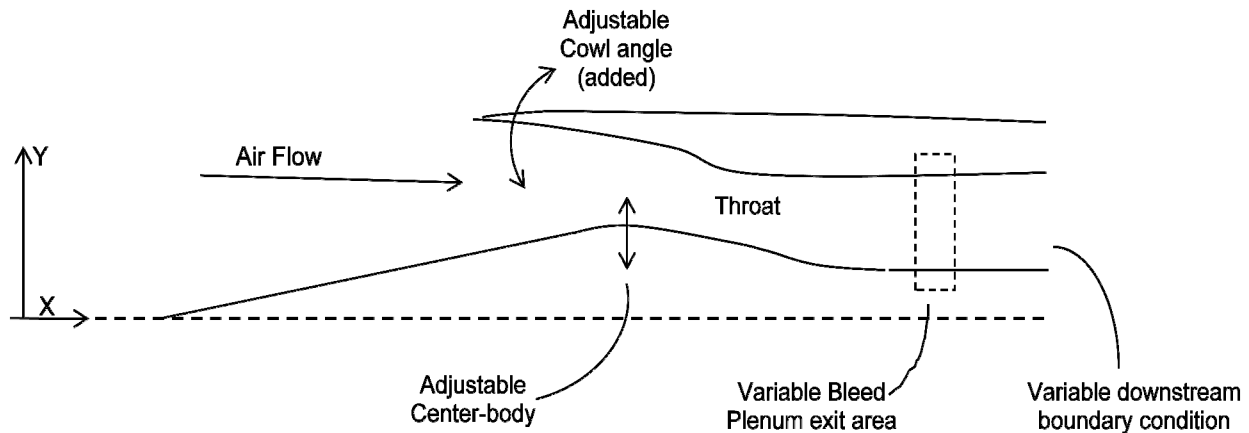 Adjustable
Cowl angle
(added)
Y
Air Flow
Throat
X
Adjustable
Center-body
Variable Bleed
Plenum exit area
Variable downstream
boundary condition